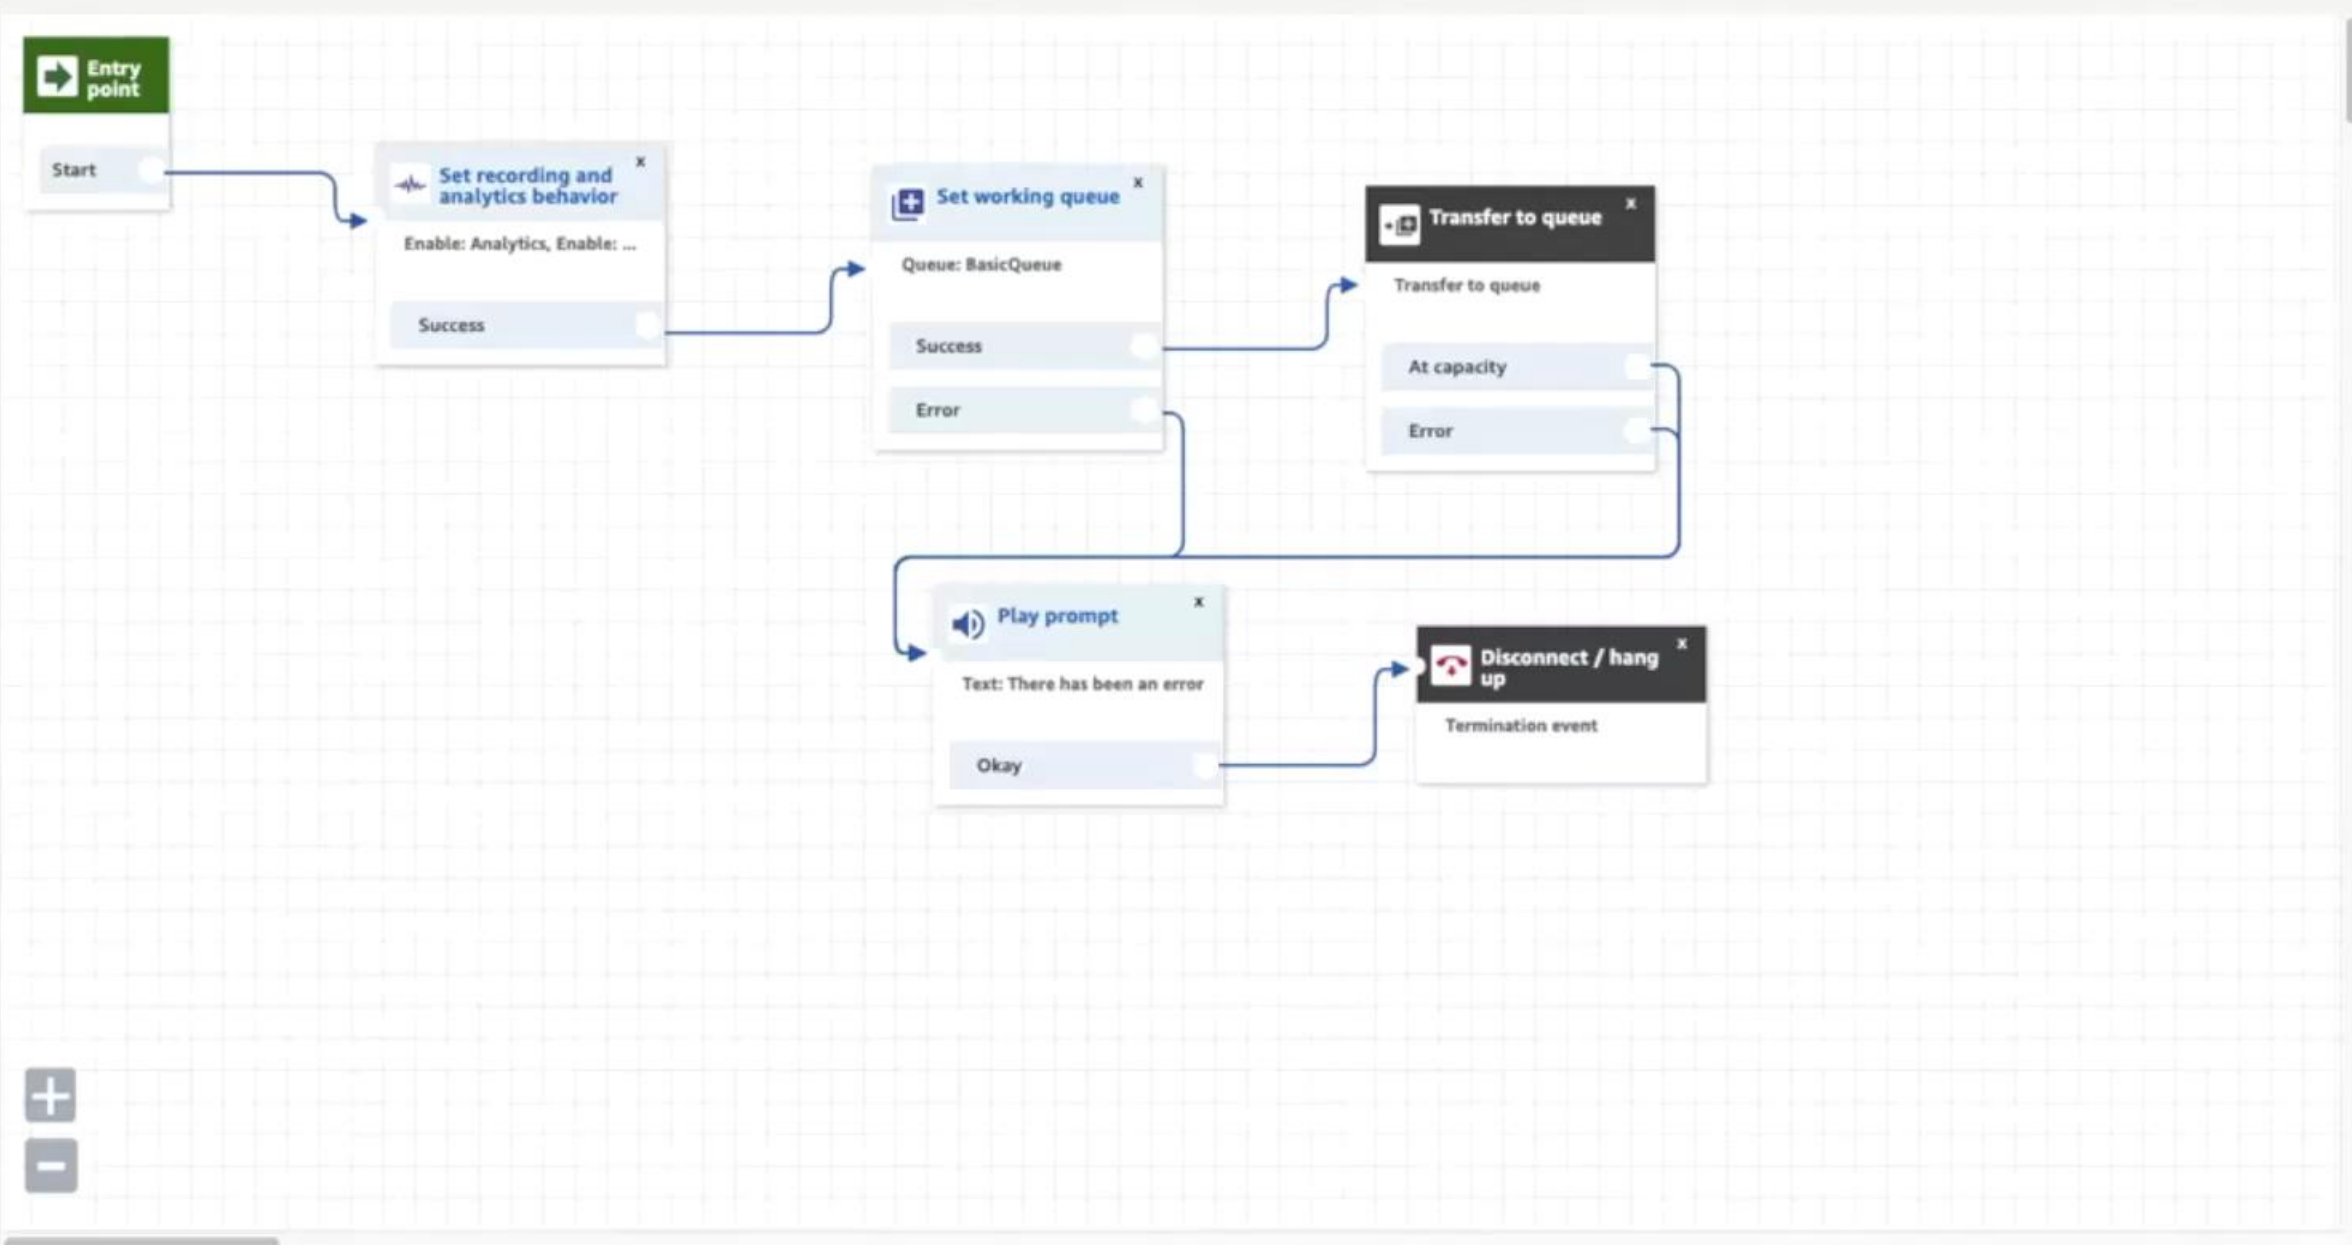 Entry
point
Start
Set recording and
analytics behavior
x
Enable: Analytics, Enable: ...
Success
Set working queue
x
Queue: BasicQueue
Success
Error
Transfer to queue
x
Transfer to queue
At capacity
Error
Play prompt
x
Text: There has been an error
Okay
Disconnect / hang
up
x
Termination event